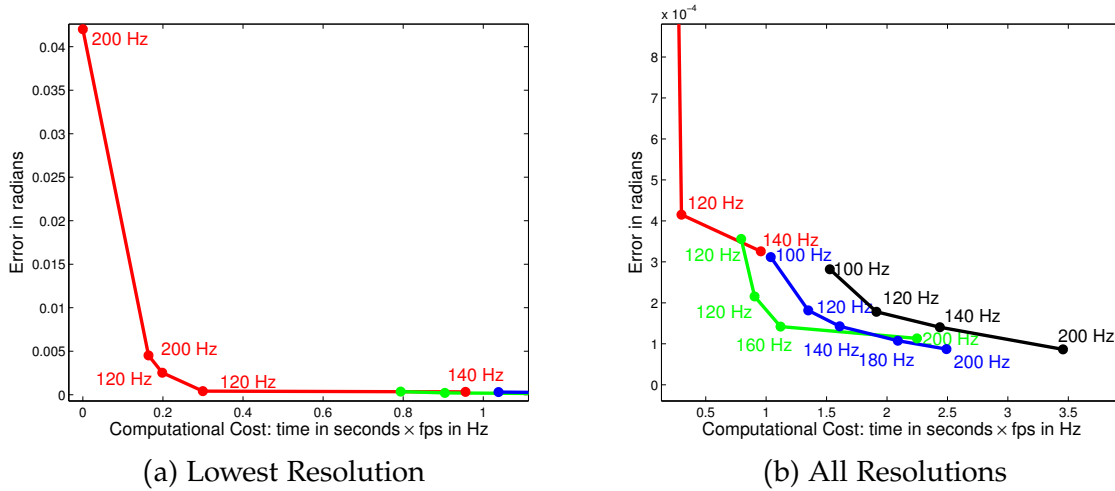 0.04
0.035
0.03
0.025
0.02
0.015
0.01
0.005
0
Error in radians
200 Hz
200 Hz
120 Hz
120 Hz
140 Hz
0 0.2 0.4 0.6 0.8 1
Computational Cost: time in seconds × fps in Hz
(a) Lowest Resolution
x 10⁻⁴
8
7
6
5
4
3
2
1
0
Error in radians
120 Hz
140 Hz
120 Hz
100 Hz
100 Hz
120 Hz
120 Hz
120 Hz
140 Hz
160 Hz
140 Hz
180 Hz
200 Hz
200 Hz
200 Hz
0.5 1 1.5 2 2.5 3 3.5
Computational Cost: time in seconds × fps in Hz
(b) All Resolutions